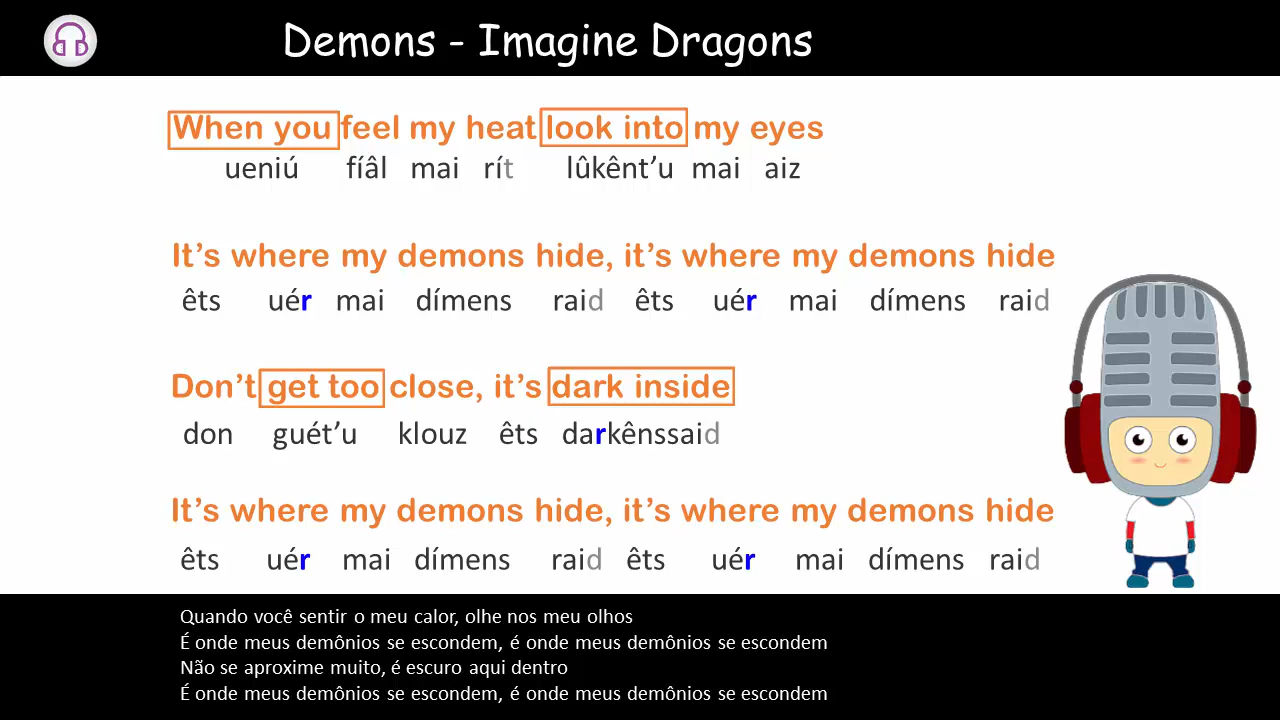 Demons - Imagine Dragons
When you feel my heat look into my eyes
ueniú fíâl mai rít lûkênt’u mai aiz
It’s where my demons hide, it’s where my demons hide
êts uér mai dímens raid êts uér mai dímens raid
Don’t get too close, it’s dark inside
don guét’u klouz êts darkênssaid
It’s where my demons hide, it’s where my demons hide
êts uér mai dímens raid êts uér mai dímens raid
Quando você sentir o meu calor, olhe nos meu olhos
É onde meus demônios se escondem, é onde meus demônios se escondem
Não se aproxime muito, é escuro aqui dentro
É onde meus demônios se escondem, é onde meus demônios se escondem